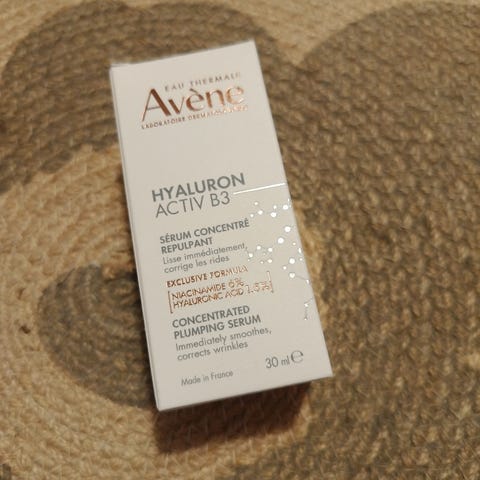 EAU THERMALE
Avène
LABORATOIRE DERMATOLOGIQUE
HYALURON
ACTIV B3
SÉRUM CONCENTRÉ
REPULPANT
Lisse immédiatement,
corrige les rides
EXCLUSIVE FORMULA
NIACINAMIDE 6%
HYALURONIC ACID 1.5%
CONCENTRATED
PLUMPING SERUM
Immediately smoothes,
corrects wrinkles
Made in France
30 ml ℮